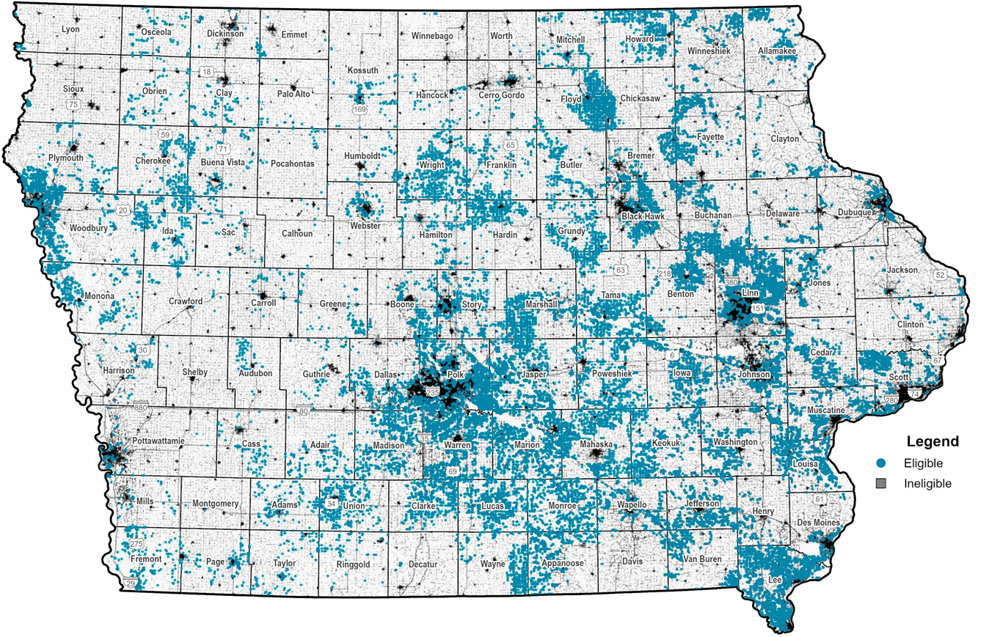 Lyon
Osceola
Dickinson
Emmet
Winnebago
Worth
Mitchell
Howard
Winneshiek
Allamakee
Kossuth
18
Sioux
75
Obrien
Clay
Palo Alto
169
Hancock
Cerro Gordo
Floyd
Chickasaw
59
71
65
Fayette
Clayton
Plymouth
Cherokee
Buena Vista
Pocahontas
Humboldt
Wright
Franklin
Butler
Bremer
20
Woodbury
Ida
Sac
Calhoun
Webster
Hamilton
Hardin
Grundy
Black Hawk
Buchanan
Delaware
Dubuque
63
218
380
Jackson
52
Monona
Crawford
Carroll
Greene
Boone
Story
Marshall
Tama
Benton
Linn
151
Jones
Clinton
30
6
Cedar
67
Harrison
Shelby
Audubon
Guthrie
Dallas
Polk
235
Jasper
Poweshiek
Iowa
Johnson
Scott
74
280
880
80
Muscatine
Pottawattamie
Cass
Adair
Madison
35
Warren
Marion
Mahaska
Keokuk
Washington
Louisa
69
Legend
Eligible
Ineligible
Mills
Montgomery
Adams
34
Union
Clarke
Lucas
Monroe
Wapello
Jefferson
Henry
61
Des Moines
275
Fremont
Page
Taylor
Ringgold
Decatur
Wayne
Appanoose
Davis
Van Buren
Lee
29